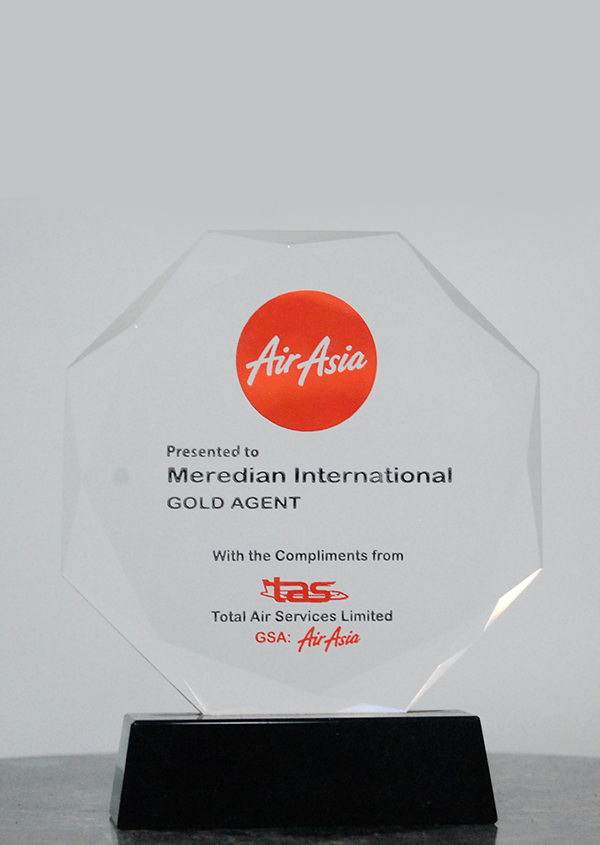 AirAsia
Presented to
Meredian International
GOLD AGENT
With the Compliments from
tas
Total Air Services Limited
GSA: AirAsia